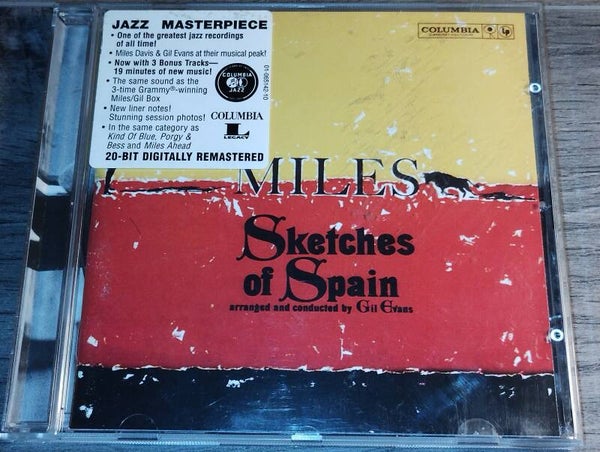 JAZZ MASTERPIECE
• One of the greatest jazz recordings
of all time!
• Miles Davis & Gil Evans at their musical peak!
• Now with 3 Bonus Tracks—
19 minutes of new music!
• The same sound as the
3-time Grammy®-winning
Miles/Gil Box
• New liner notes!
Stunning session photos!
• In the same category as
Kind Of Blue, Porgy &
Bess and Miles Ahead
20-BIT DIGITALLY REMASTERED
COLUMBIA
JAZZ
COLUMBIA
L
LEGACY
COLUMBIA
MILES
Sketches
of Spain
arranged and conducted by Gil Evans